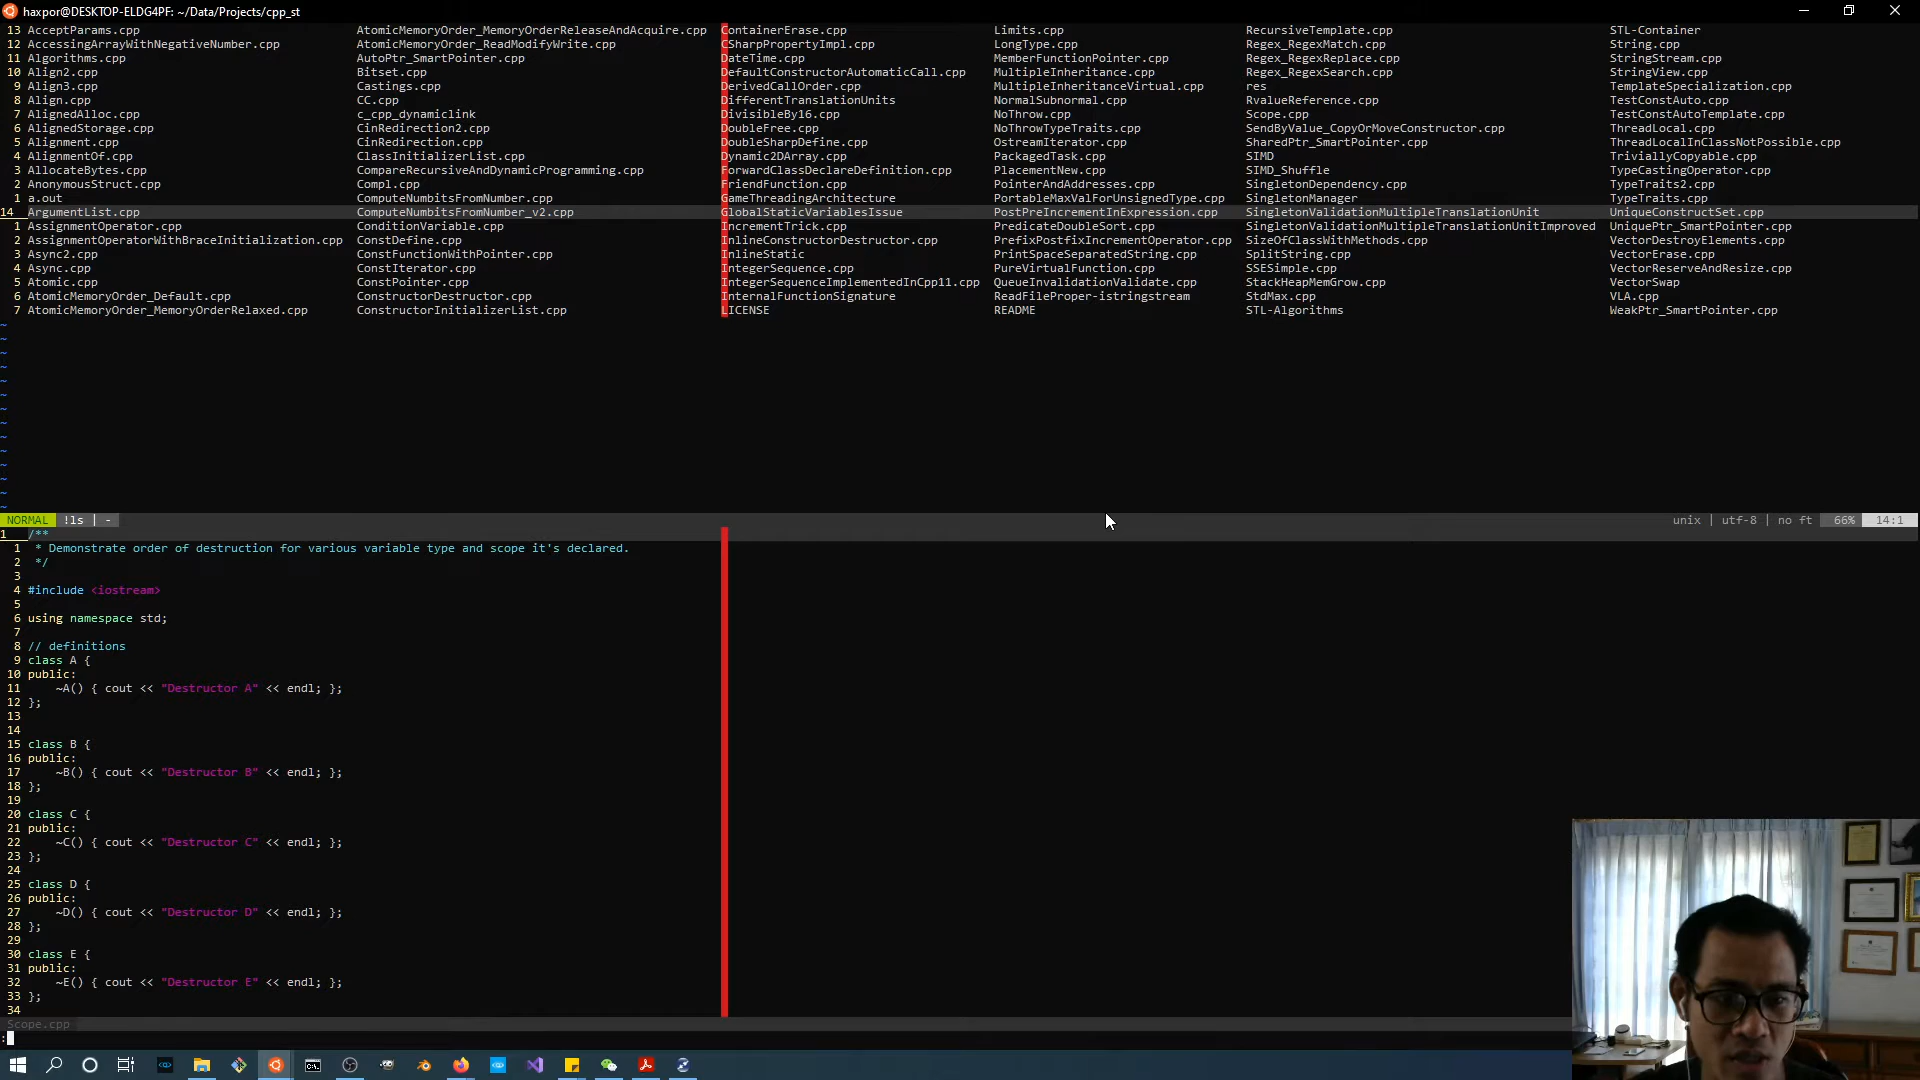 haxpor@DESKTOP-ELDG4PF: ~/Data/Projects/cpp_st
13 AcceptParams.cpp AtomicMemoryOrder_MemoryOrderReleaseAndAcquire.cpp ContainerErase.cpp Limits.cpp RecursiveTemplate.cpp STL-Container
12 AccessingArrayWithNegativeNumber.cpp AtomicMemoryOrder_ReadModifyWrite.cpp CSharpPropertyImpl.cpp LongType.cpp Regex_RegexMatch.cpp String.cpp
11 Algorithms.cpp AutoPtr_SmartPointer.cpp DateTime.cpp MemberFunctionPointer.cpp Regex_RegexReplace.cpp StringStream.cpp
10 Align2.cpp Bitset.cpp DefaultConstructorAutomaticCall.cpp MultipleInheritance.cpp Regex_RegexSearch.cpp StringView.cpp
9 Align3.cpp Castings.cpp DerivedCallOrder.cpp MultipleInheritanceVirtual.cpp res TemplateSpecialization.cpp
8 Align.cpp CC.cpp DifferentTranslationUnits NormalSubnormal.cpp RvalueReference.cpp TestConstAuto.cpp
7 AlignedAlloc.cpp c_cpp_dynamiclink DivisibleBy16.cpp NoThrow.cpp Scope.cpp TestConstAutoTemplate.cpp
6 AlignedStorage.cpp CinRedirection2.cpp DoubleFree.cpp NoThrowTypeTraits.cpp SendByValue_CopyOrMoveConstructor.cpp ThreadLocal.cpp
5 Alignment.cpp CinRedirection.cpp DoubleSharpDefine.cpp OstreamIterator.cpp SharedPtr_SmartPointer.cpp ThreadLocalInClassNotPossible.cpp
4 AlignmentOf.cpp ClassInitializerList.cpp Dynamic2DArray.cpp PackagedTask.cpp SIMD TriviallyCopyable.cpp
3 AllocateBytes.cpp CompareRecursiveAndDynamicProgramming.cpp ForwardClassDeclareDefinition.cpp PlacementNew.cpp SIMD_Shuffle TypeCastingOperator.cpp
2 AnonymousStruct.cpp Compl.cpp FriendFunction.cpp PointerAndAddresses.cpp SingletonDependency.cpp TypeTraits2.cpp
1 a.out ComputeNumbitsFromNumber.cpp GameThreadingArchitecture PortableMaxValForUnsignedType.cpp SingletonManager TypeTraits.cpp
14 ArgumentList.cpp ComputeNumbitsFromNumber_v2.cpp GlobalStaticVariablesIssue PostPreIncrementInExpression.cpp SingletonValidationMultipleTranslationUnit UniqueConstructSet.cpp
1 AssignmentOperator.cpp ConditionVariable.cpp IncrementTrick.cpp PredicateDoubleSort.cpp SingletonValidationMultipleTranslationUnitImproved UniquePtr_SmartPointer.cpp
2 AssignmentOperatorWithBraceInitialization.cpp ConstDefine.cpp InlineConstructorDestructor.cpp PrefixPostfixIncrementOperator.cpp SizeOfClassWithMethods.cpp VectorDestroyElements.cpp
3 Async2.cpp ConstFunctionWithPointer.cpp InlineStatic PrintSpaceSeparatedString.cpp SplitString.cpp VectorErase.cpp
4 Async.cpp ConstIterator.cpp IntegerSequence.cpp PureVirtualFunction.cpp SSESimple.cpp VectorReserveAndResize.cpp
5 Atomic.cpp ConstPointer.cpp IntegerSequenceImplementedInCpp11.cpp QueueInvalidationValidate.cpp StackHeapMemGrow.cpp VectorSwap
6 AtomicMemoryOrder_Default.cpp ConstructorDestructor.cpp InternalFunctionSignature ReadFileProper-istringstream StdMax.cpp VLA.cpp
7 AtomicMemoryOrder_MemoryOrderRelaxed.cpp ConstructorInitializerList.cpp LICENSE README STL-Algorithms WeakPtr_SmartPointer.cpp
~
~
~
~
~
~
~
~
~
~
~
~
~
~
NORMAL !ls | - unix | utf-8 | no ft 66% 14:1
1 /**
1 * Demonstrate order of destruction for various variable type and scope it's declared.
2 */
3
4 #include <iostream>
5
6 using namespace std;
7
8 // definitions
9 class A {
10 public:
11 ~A() { cout << "Destructor A" << endl; };
12 };
13
14
15 class B {
16 public:
17 ~B() { cout << "Destructor B" << endl; };
18 };
19
20 class C {
21 public:
22 ~C() { cout << "Destructor C" << endl; };
23 };
24
25 class D {
26 public:
27 ~D() { cout << "Destructor D" << endl; };
28 };
29
30 class E {
31 public:
32 ~E() { cout << "Destructor E" << endl; };
33 };
34
Scope.cpp
: